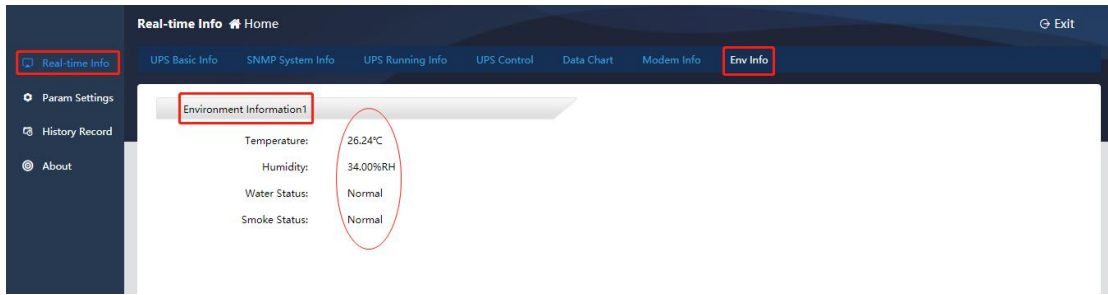 Real-time Info Home Exit
Real-time Info
UPS Basic Info SNMP System Info UPS Running Info UPS Control Data Chart Modem Info Env Info
Param Settings
Environment Information1
History Record
Temperature: 26.24℃
About
Humidity: 34.00%RH
Water Status: Normal
Smoke Status: Normal